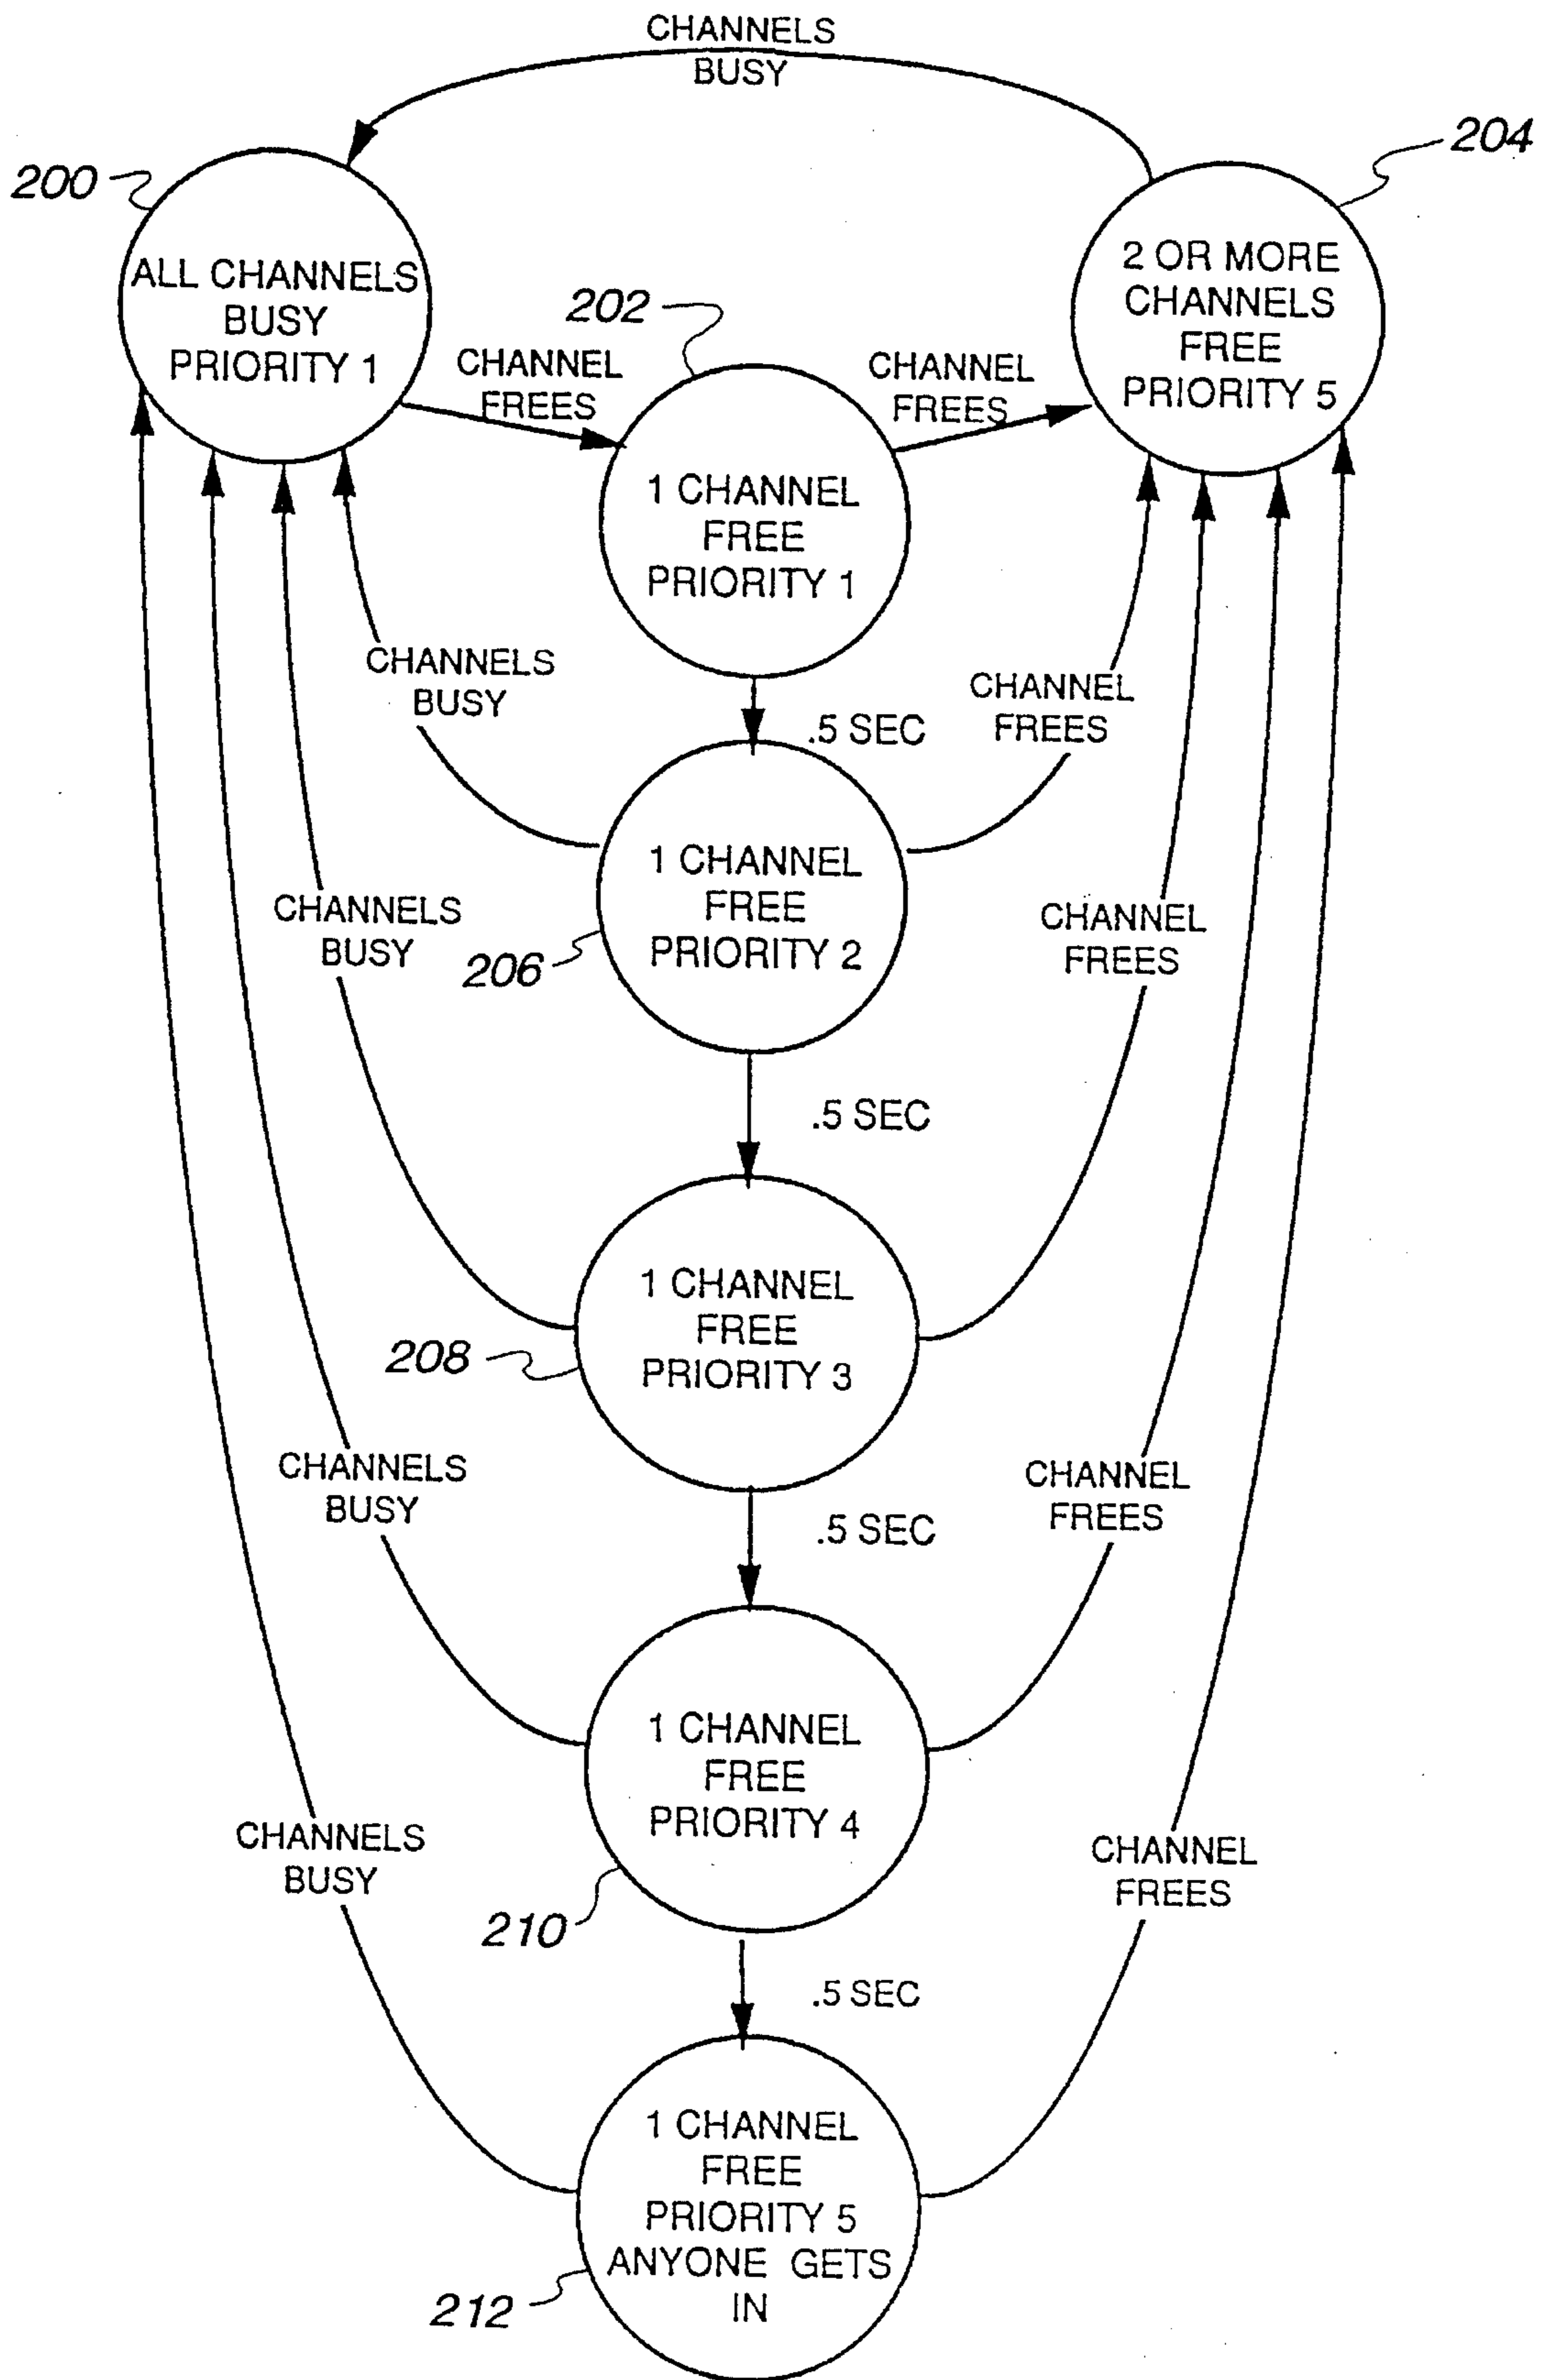 CHANNELS
BUSY
204
200
2 OR MORE
CHANNELS
FREE
PRIORITY 5
ALL CHANNELS
BUSY
PRIORITY 1
202
CHANNEL
FREES
CHANNEL
FREES
1 CHANNEL
FREE
PRIORITY 1
CHANNELS
BUSY
CHANNEL
FREES
.5 SEC
1 CHANNEL
FREE
PRIORITY 2
206
CHANNELS
BUSY
CHANNEL
FREES
.5 SEC
1 CHANNEL
FREE
PRIORITY 3
208
CHANNELS
BUSY
CHANNEL
FREES
.5 SEC
1 CHANNEL
FREE
PRIORITY 4
210
CHANNELS
BUSY
CHANNEL
FREES
.5 SEC
1 CHANNEL
FREE
PRIORITY 5
ANYONE GETS
IN
212